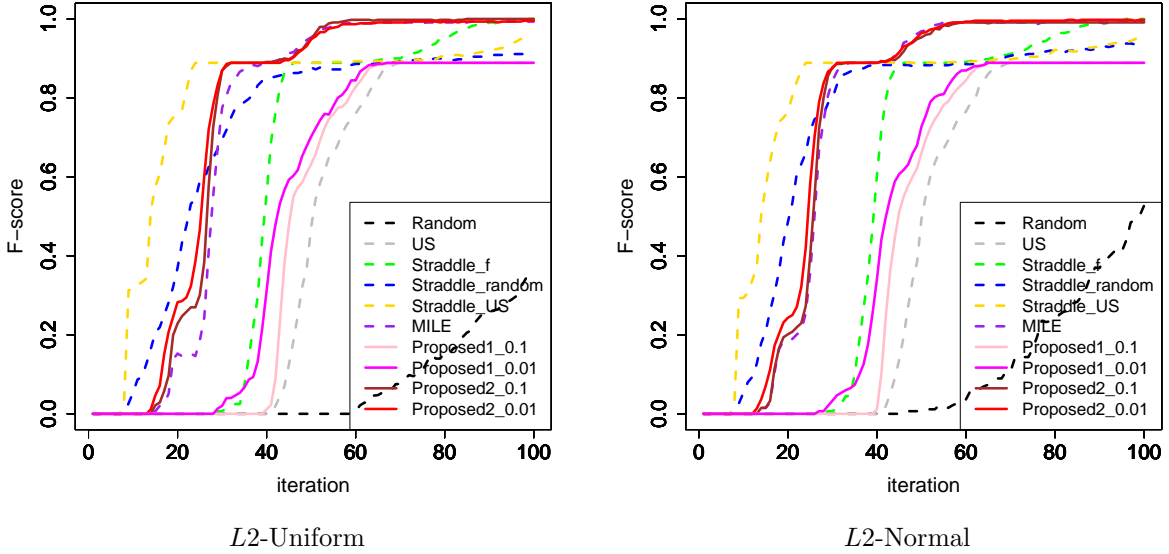 F−score
0.0 0.2 0.4 0.6 0.8 1.0
Random
US
Straddle_f
Straddle_random
Straddle_US
MILE
Proposed1_0.1
Proposed1_0.01
Proposed2_0.1
Proposed2_0.01
0 20 40 60 80 100
iteration
L2-Uniform
F−score
0.0 0.2 0.4 0.6 0.8 1.0
Random
US
Straddle_f
Straddle_random
Straddle_US
MILE
Proposed1_0.1
Proposed1_0.01
Proposed2_0.1
Proposed2_0.01
0 20 40 60 80 100
iteration
L2-Normal